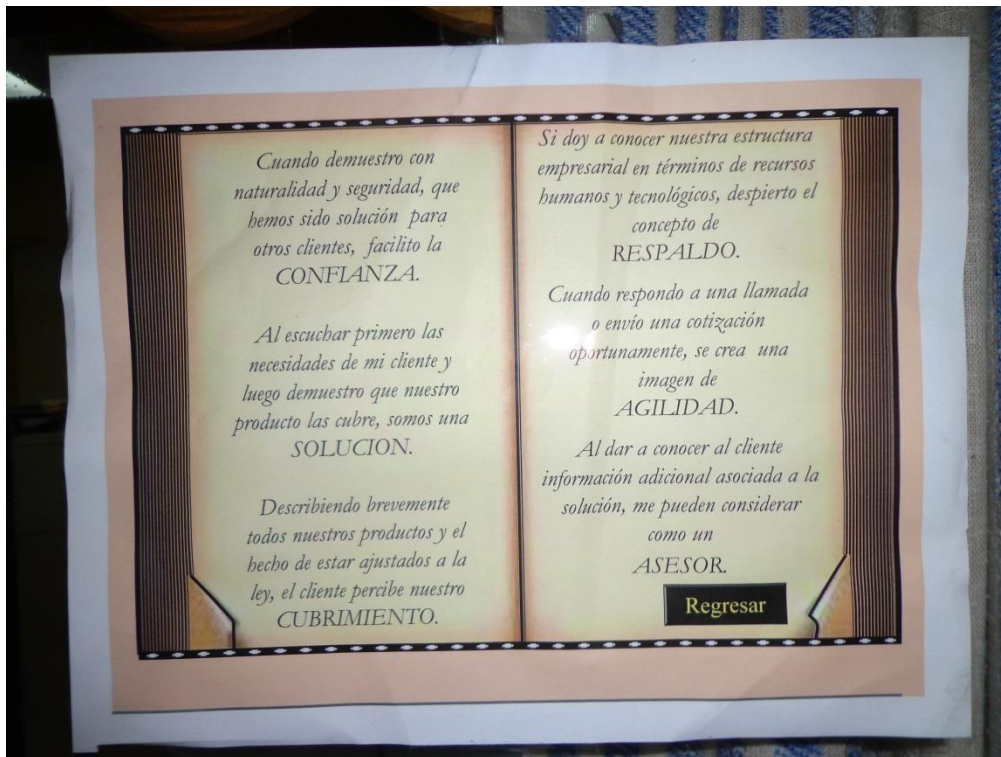 Cuando demuestro con
naturalidad y seguridad, que
hemos sido solución para
otros clientes, facilito la
CONFIANZA.
Al escuchar primero las
necesidades de mi cliente y
luego demuestro que nuestro
producto las cubre, somos una
SOLUCION.
Describiendo brevemente
todos nuestros productos y el
hecho de estar ajustados a la
ley, el cliente percibe nuestro
CUBRIMIENTO.
Si doy a conocer nuestra estructura
empresarial en términos de recursos
humanos y tecnológicos, despierto el
concepto de
RESPALDO.
Cuando respondo a una llamada
o envío una cotización
oportunamente, se crea una
imagen de
AGILIDAD.
Al dar a conocer al cliente
información adicional asociada a la
solución, me pueden considerar
como un
ASESOR.
Regresar